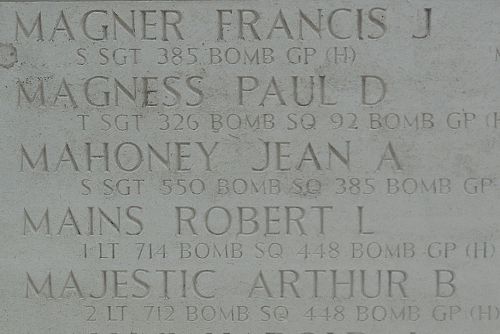 MAGNER FRANCIS J
S SGT 385 BOMB GP (H)
MAGNESS PAUL D
T SGT 326 BOMB SQ 92 BOMB GP (H
MAHONEY JEAN A
S SGT 550 BOMB SQ 385 BOMB GP
MAINS ROBERT L
1 LT 714 BOMB SQ 448 BOMB GP (H)
MAJESTIC ARTHUR B
2 LT 712 BOMB SQ 448 BOMB GP (H)